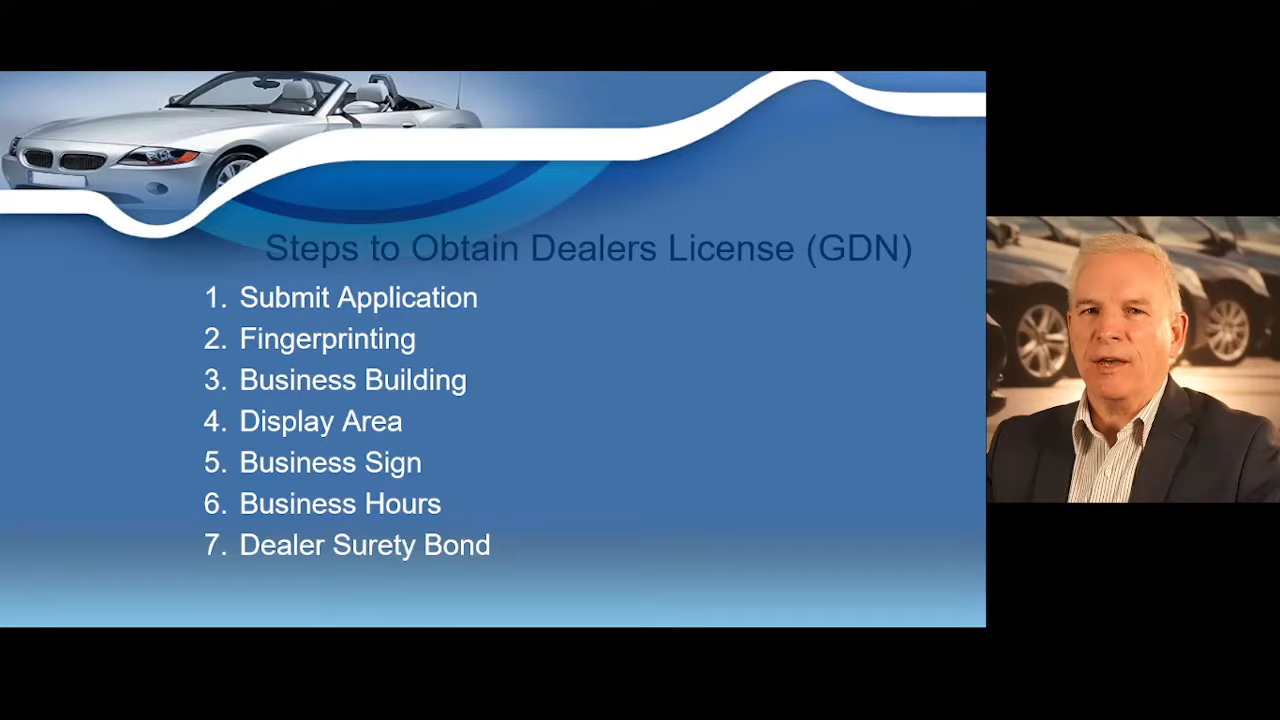 Steps to Obtain Dealers License (GDN)
1. Submit Application
2. Fingerprinting
3. Business Building
4. Display Area
5. Business Sign
6. Business Hours
7. Dealer Surety Bond